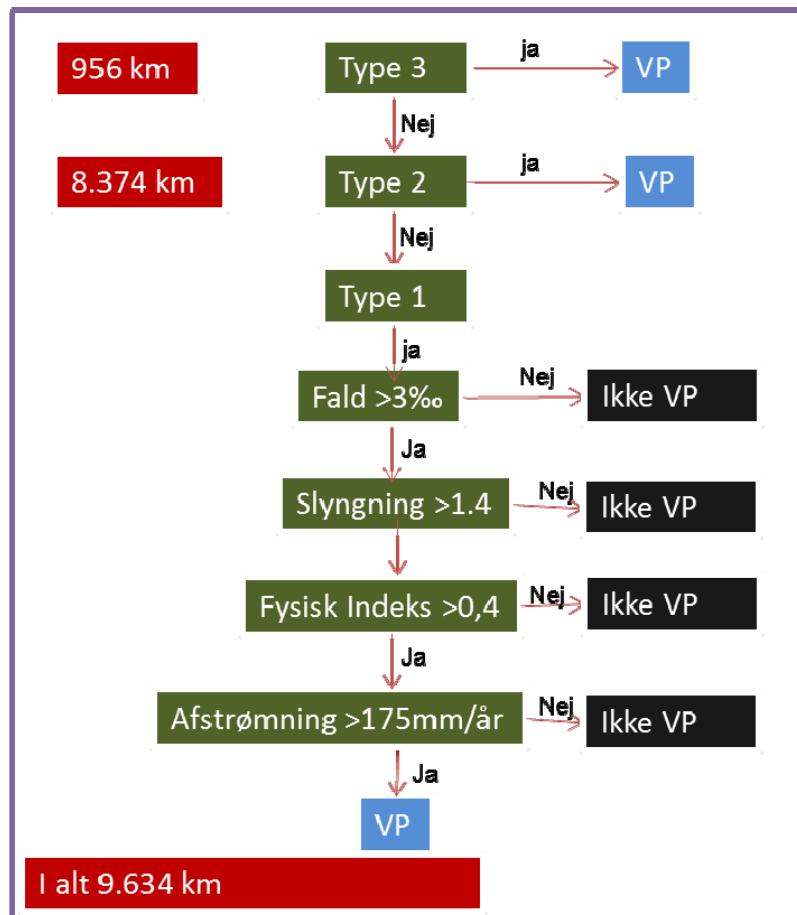 956 km
Type 3
ja
VP
Nej
8.374 km
Type 2
ja
VP
Nej
Type 1
ja
Fald >3‰
Nej
Ikke VP
Ja
Slyngning >1.4
Nej
Ikke VP
Fysisk Indeks >0,4
Nej
Ikke VP
Ja
Afstrømning >175mm/år
Nej
Ikke VP
Ja
VP
I alt 9.634 km